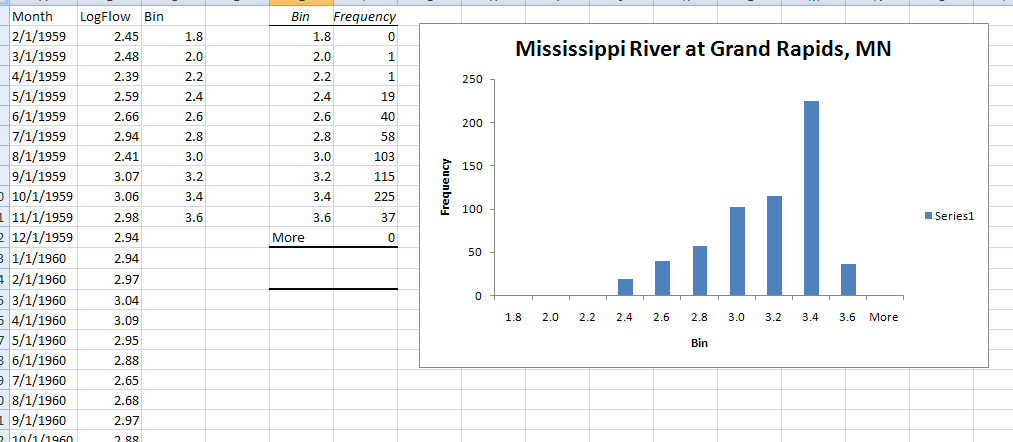 Month LogFlow Bin Bin Frequency
2/1/1959 2.45 1.8 1.8 0
3/1/1959 2.48 2.0 2.0 1
4/1/1959 2.39 2.2 2.2 1
5/1/1959 2.59 2.4 2.4 19
6/1/1959 2.66 2.6 2.6 40
7/1/1959 2.94 2.8 2.8 58
8/1/1959 2.41 3.0 3.0 103
9/1/1959 3.07 3.2 3.2 115
10/1/1959 3.06 3.4 3.4 225
11/1/1959 2.98 3.6 3.6 37
12/1/1959 2.94 More 0
1/1/1960 2.94
2/1/1960 2.97
3/1/1960 3.04
4/1/1960 3.09
5/1/1960 2.95
6/1/1960 2.88
7/1/1960 2.65
8/1/1960 2.68
9/1/1960 2.97
10/1/1960 2.88
Mississippi River at Grand Rapids, MN
250
200
150
100
50
0
Frequency
1.8 2.0 2.2 2.4 2.6 2.8 3.0 3.2 3.4 3.6 More
Bin
Series1